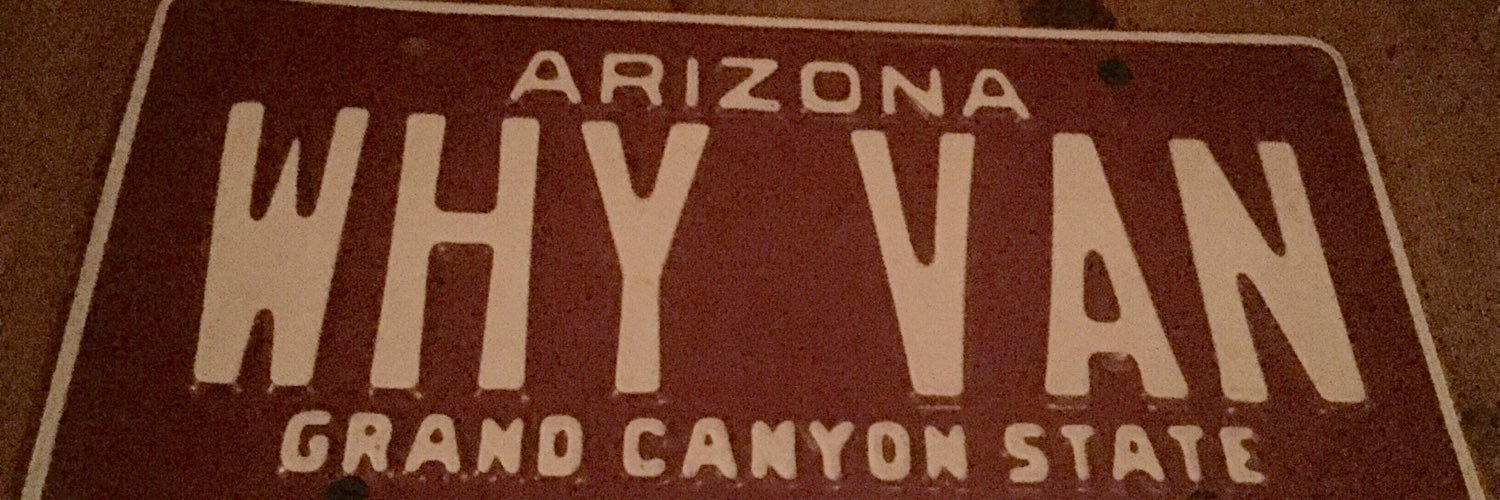 ARIZONA
WHY VAN
GRAND CANYON STATE